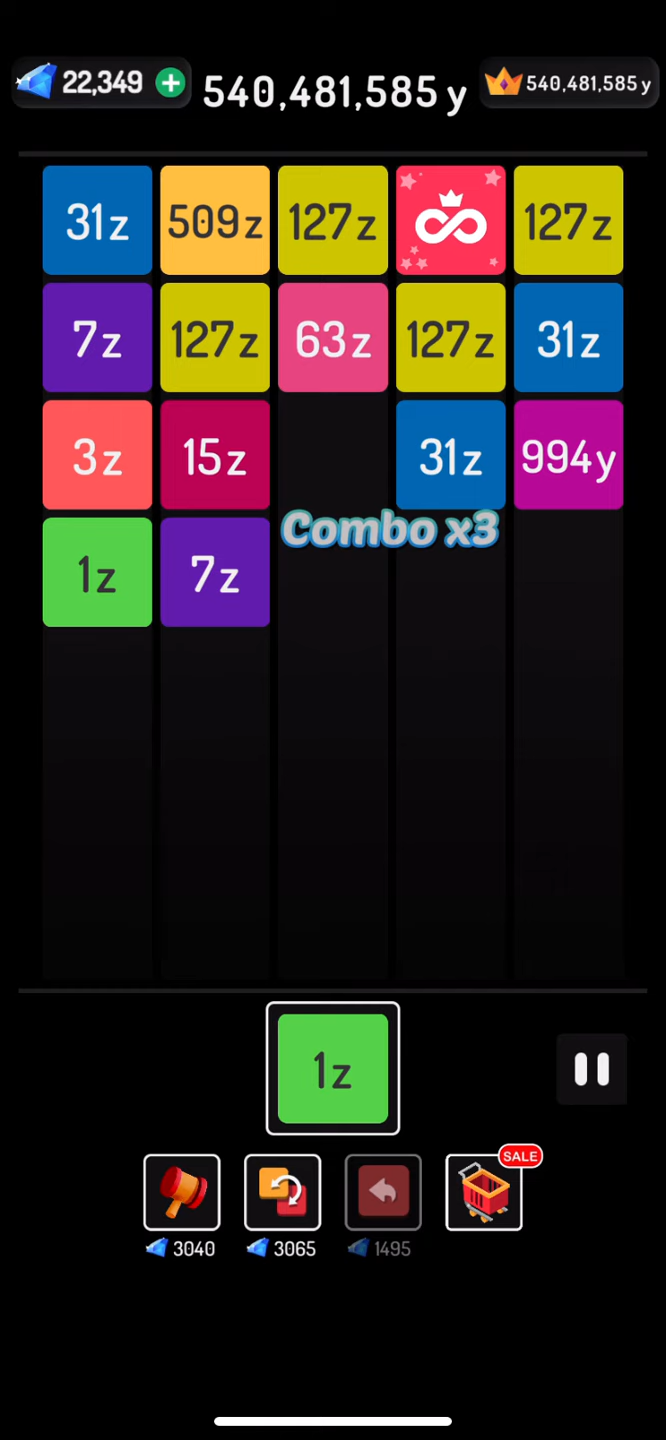 22,349 540,481,585 y 540,481,585 y
31z 509z 127z 127z
7z 127z 63z 127z 31z
3z 15z 31z 994y
Combo x3
1z 7z
1z
SALE
3040 3065 1495